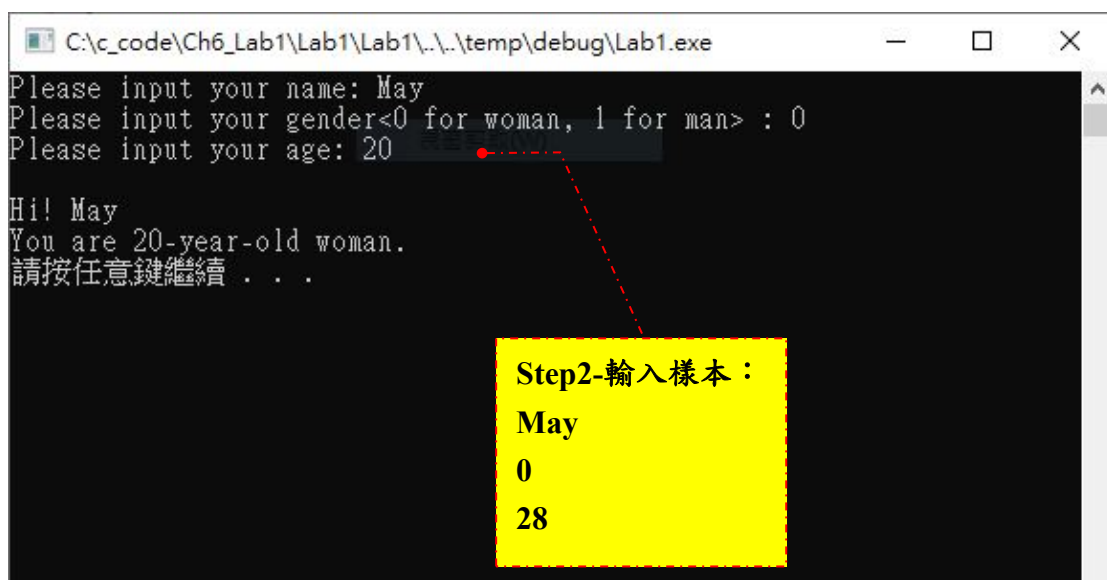 C:\c_code\Ch6_Lab1\Lab1\Lab1\..\..\temp\debug\Lab1.exe
Please input your name: May
Please input your gender<0 for woman, 1 for man> : 0
Please input your age: 20
Hi! May
You are 20-year-old woman.
請按任意鍵繼續 . . .
Step2-輸入樣本：
May
0
28